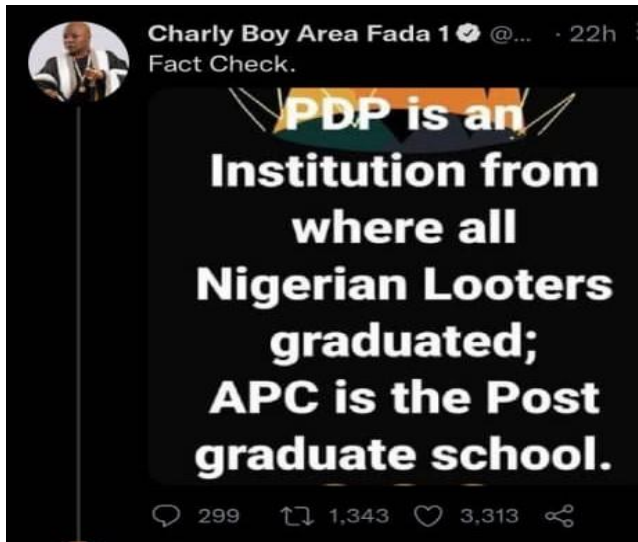 Charly Boy Area Fada 1 @... · 22h
Fact Check.
PDP is an
Institution from
where all
Nigerian Looters
graduated;
APC is the Post
graduate school.
299 1,343 3,313